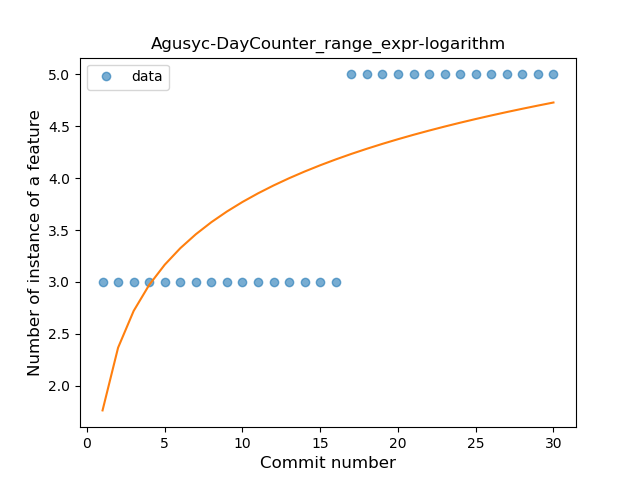 Agusyc-DayCounter_range_expr-logarithm
data
Number of instance of a feature
5.0
4.5
4.0
3.5
3.0
2.5
2.0
0 5 10 15 20 25 30
Commit number